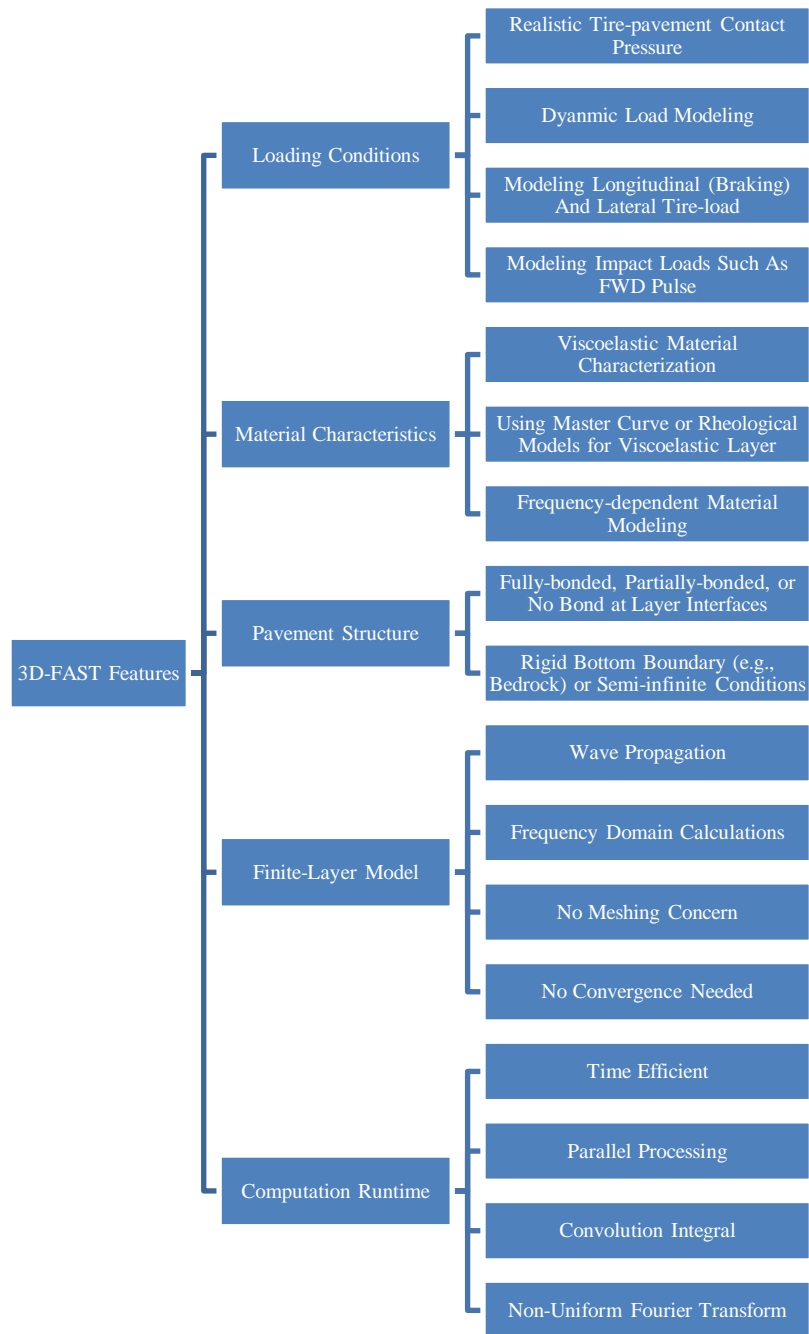 Realistic Tire-pavement Contact
Pressure
Dyanmic Load Modeling
Loading Conditions
Modeling Longitudinal (Braking)
And Lateral Tire-load
Modeling Impact Loads Such As
FWD Pulse
Viscoelastic Material
Characterization
Material Characteristics
Using Master Curve or Rheological
Models for Viscoelastic Layer
Frequency-dependent Material
Modeling
Fully-bonded, Partially-bonded, or
No Bond at Layer Interfaces
Pavement Structure
3D-FAST Features
Rigid Bottom Boundary (e.g.,
Bedrock) or Semi-infinite Conditions
Wave Propagation
Frequency Domain Calculations
Finite-Layer Model
No Meshing Concern
No Convergence Needed
Time Efficient
Parallel Processing
Computation Runtime
Convolution Integral
Non-Uniform Fourier Transform